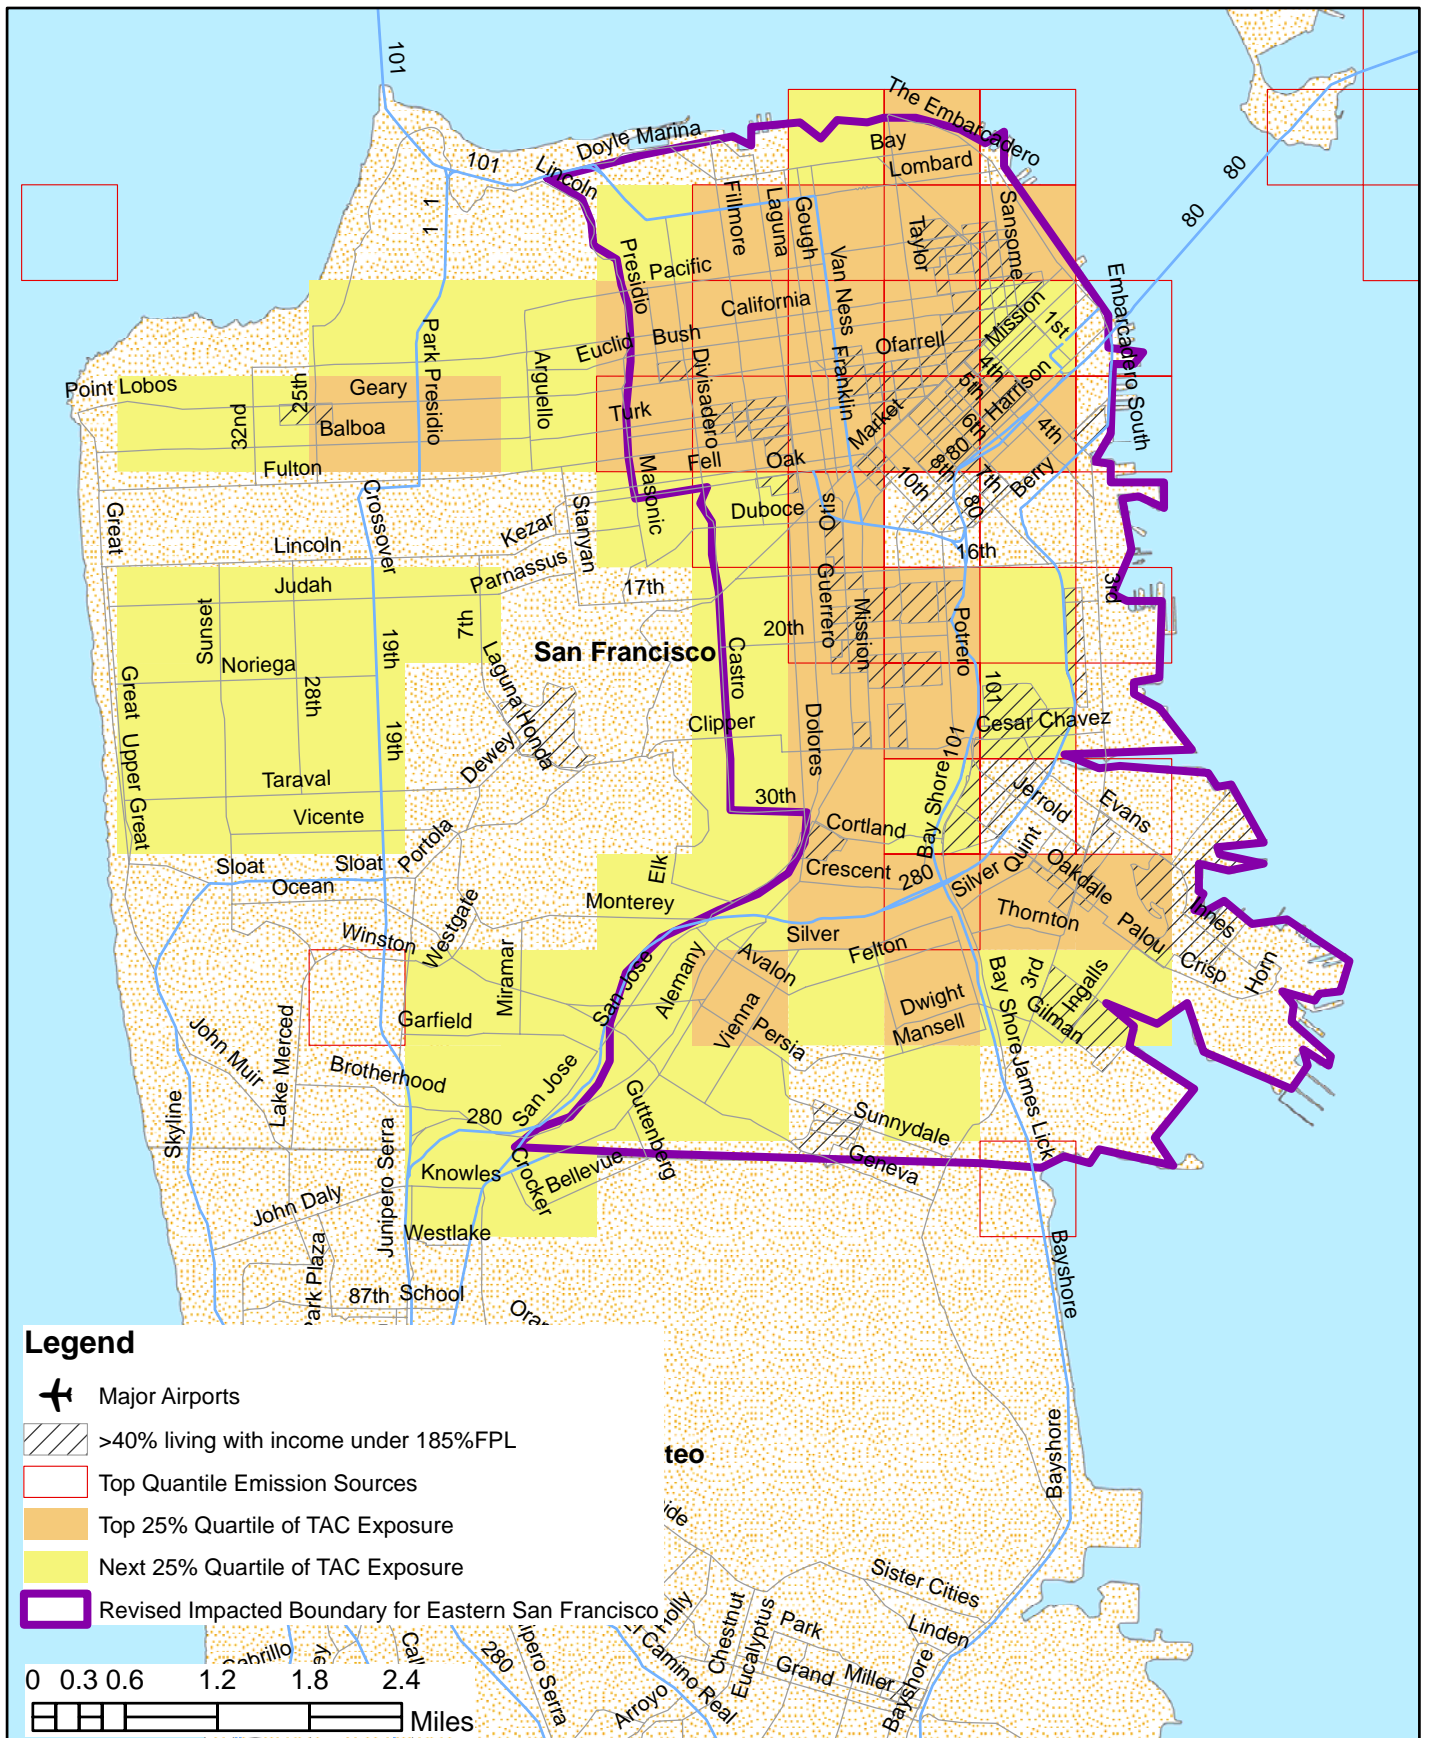 101
The Embarcadero
Doyle Marina
Bay
101
Lincoln
Lombard
80
80
1
1
Fillmore
Laguna
Gough
Taylor
Sansome
Presidio
Pacific
Van Ness
California
Embarcadero South
Mission
1st
Park Presidio
Euclid
Bush
Ofarrell
Arguello
Divisadero
Franklin
4th
Harrison
Point Lobos
25th
Geary
5th
32nd
Balboa
Turk
Market
6th
4th
80
Fulton
Fell
Oak
8th
7th
Berry
Masonic
10th
Great
Crossover
Kezar
Stanyan
Duboce
Otis
80
Lincoln
16th
Judah
Parnassus
17th
Guerrero
3rd
Sunset
19th
7th
20th
Mission
Potrero
San Francisco
Noriega
Laguna Honda
Castro
28th
101
Great
19th
Clipper
Cesar Chavez
Dolores
Upper Great
Dewey
101
Taraval
30th
Bay Shore
Jerrold
Evans
Vicente
Portola
Cortland
Quint
Sloat
Sloat
Elk
Crescent
280
Silver
Oakdale
Ocean
Monterey
Thornton
Innes
Winston
Westgate
Silver
Palou
Miramar
Avalon
Felton
Crisp
Horn
San Jose
Alemany
Bay Shore
3rd
Ingalls
Garfield
Vienna
Dwight
Gilman
John Muir
Lake Merced
Persia
Mansell
Brotherhood
San Jose
James Lick
Skyline
280
Guttenberg
Sunnydale
Junipero Serra
Knowles
Crocker
Bellevue
Geneva
John Daly
Westlake
Bayshore
87th
School
Legend
Major Airports
>40% living with income under 185%FPL
Top Quantile Emission Sources
Top 25% Quartile of TAC Exposure
Next 25% Quartile of TAC Exposure
Revised Impacted Boundary for Eastern San Francisco
teo
Bayshore
Sister Cities
Holly
Chestnut
Eucalyptus
Park
Linden
280
Camino Real
Grand
Miller
Arroyo
Bayshore
0 0.3 0.6 1.2 1.8 2.4
Miles